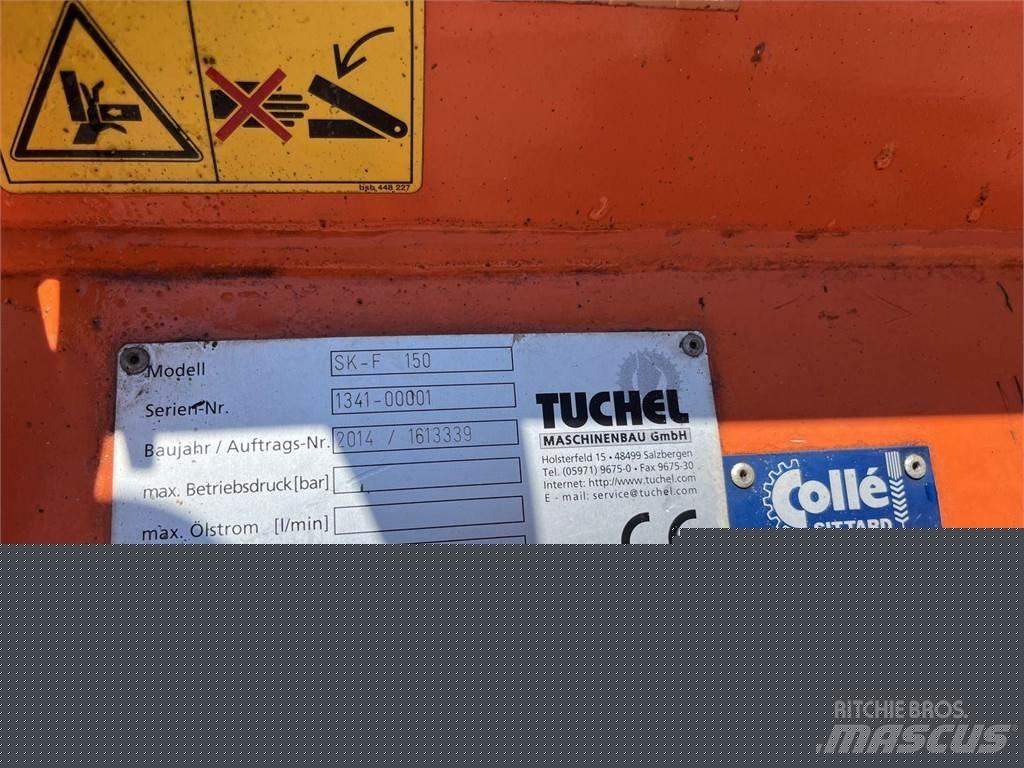 bsb 448 227
Modell SK-F 150
Serien-Nr. 1341-00001
Baujahr / Auftrags-Nr. 2014 / 1613339
max. Betriebsdruck [bar]
max. Ölstrom [l/min]
TUCHEL
MASCHINENBAU GmbH
Holsterfeld 15 • 48499 Salzbergen
Tel. (05971) 9675-0 • Fax 9675-30
Internet: http://www.tuchel.com
E - mail: service@tuchel.com
CE
Collé
SITTARD
RITCHIE BROS.
MASCUS